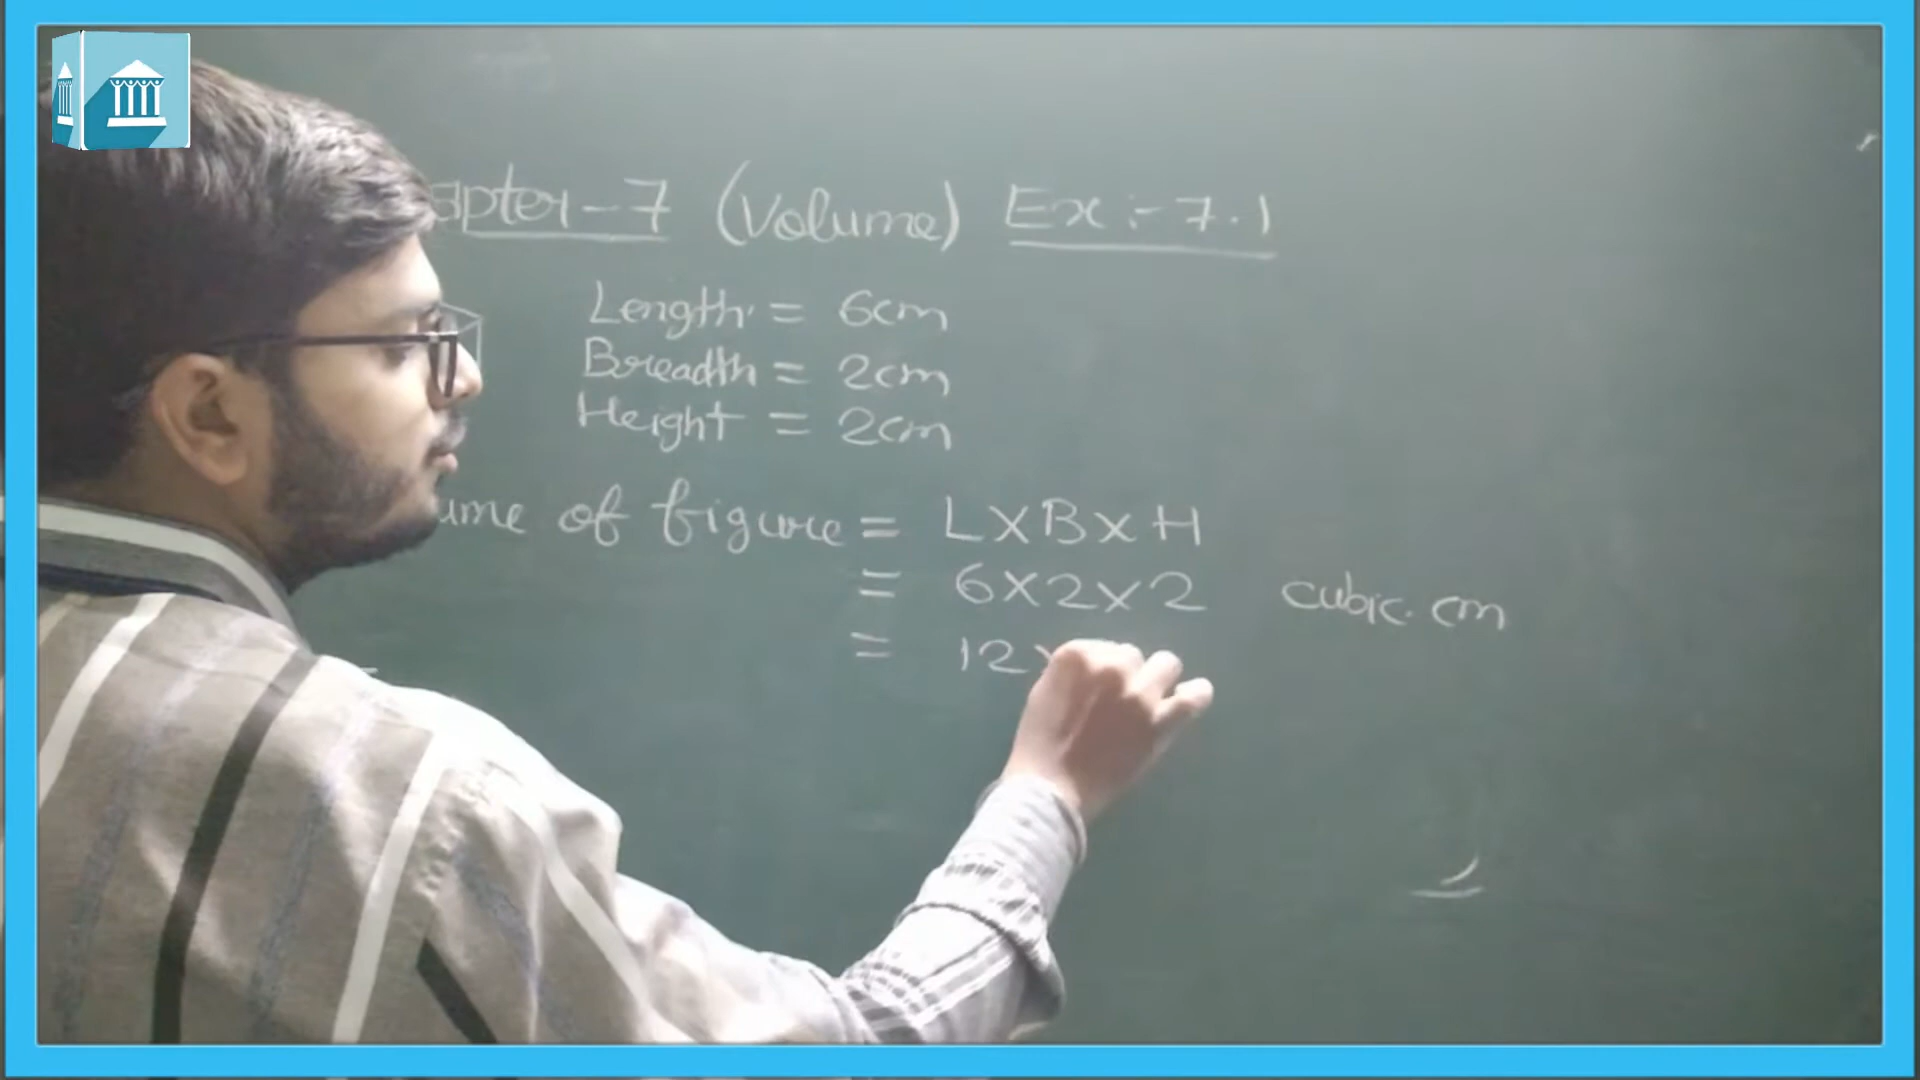 apter-7 (Volume) Ex:-7.1
Length = 6cm
Breadth = 2cm
Height = 2cm
ume of figure = L×B×H
= 6×2×2 cubic. cm
= 12×